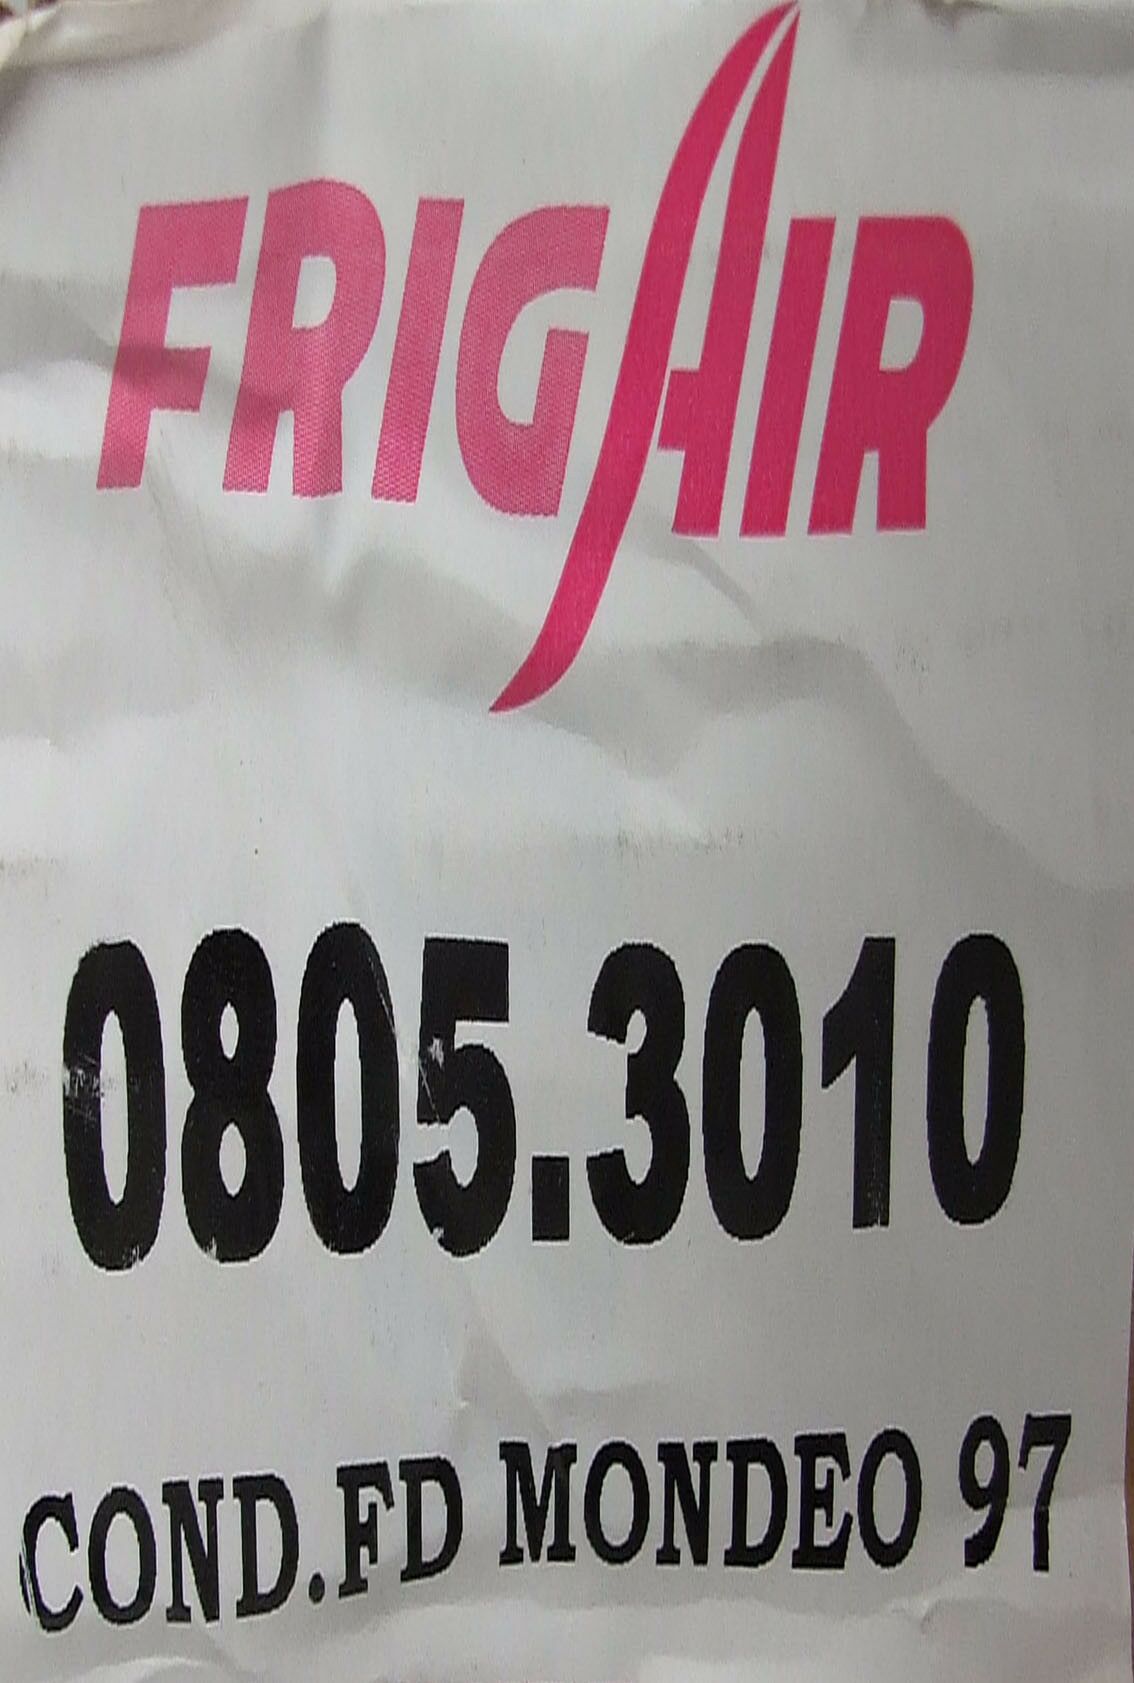 FRIGAIR
0805.3010
COND.FD MONDEO 97